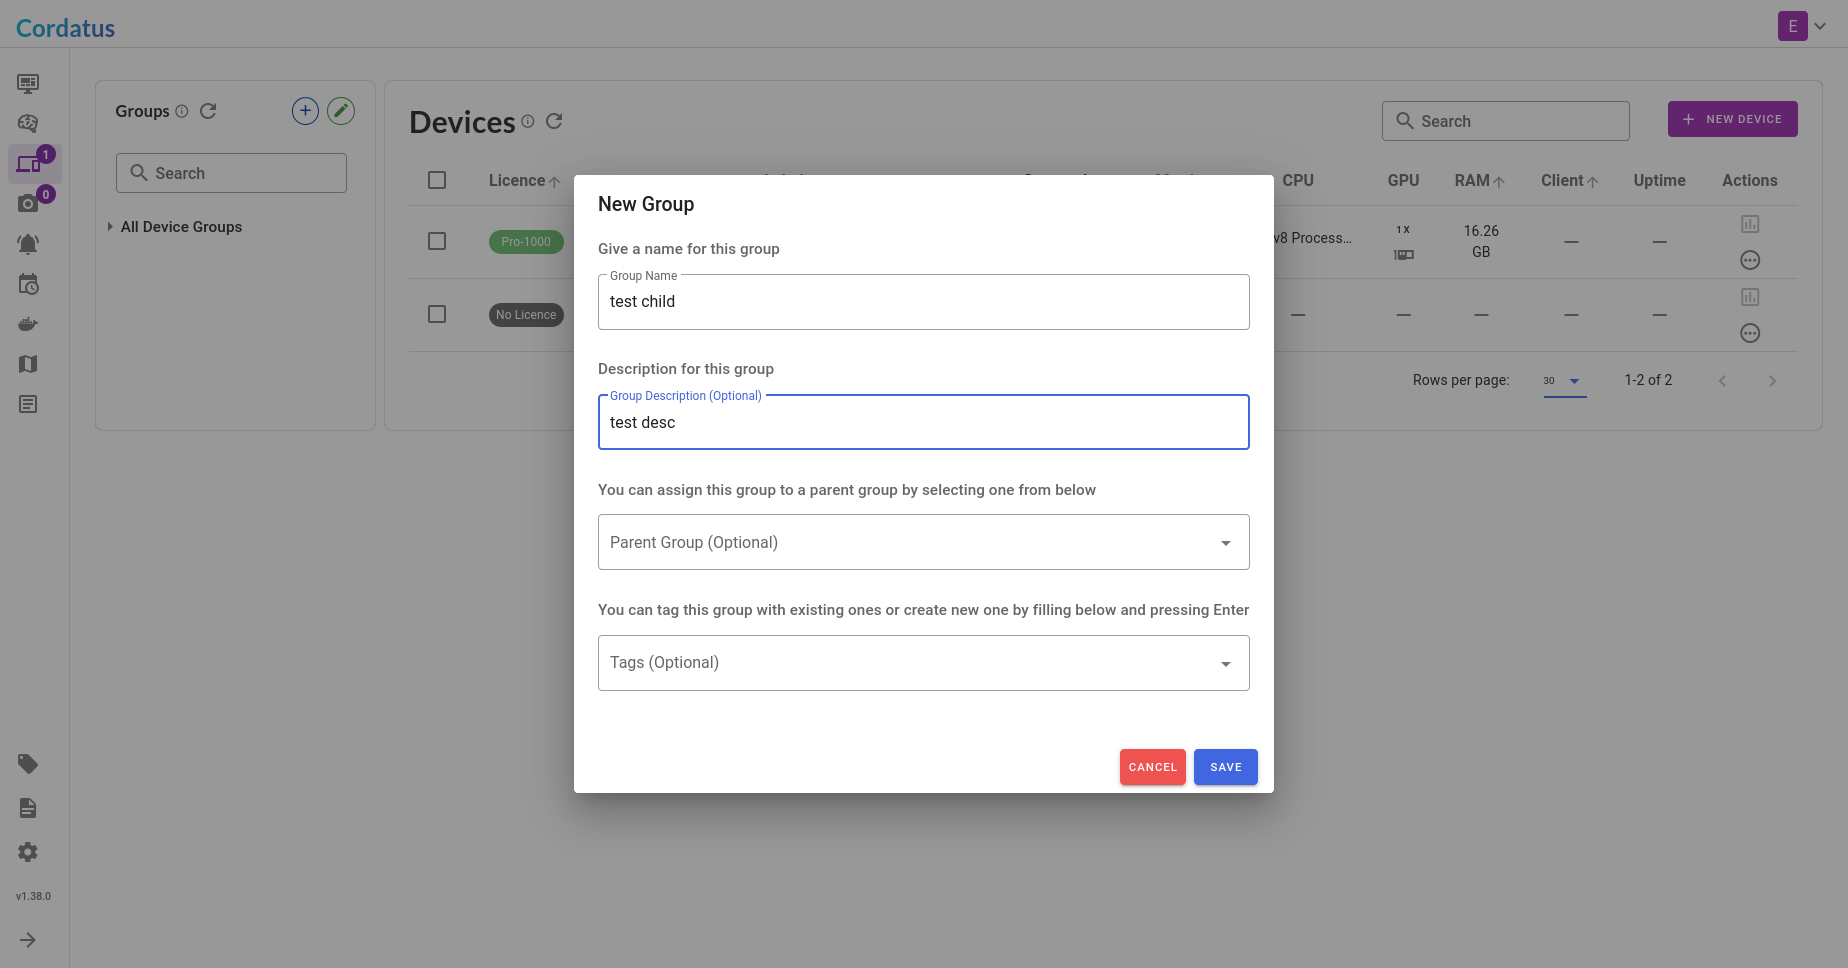 Cordatus
E
Groups
Search
All Device Groups
1
0
v1.38.0
Devices
Search
NEW DEVICE
Licence CPU GPU RAM Client Uptime Actions
Pro-1000 v8 Process... 1 X 16.26 GB — —
No Licence — — — — —
Rows per page: 30 1-2 of 2
New Group
Give a name for this group
Group Name
test child
Description for this group
Group Description (Optional)
test desc
You can assign this group to a parent group by selecting one from below
Parent Group (Optional)
You can tag this group with existing ones or create new one by filling below and pressing Enter
Tags (Optional)
CANCEL SAVE